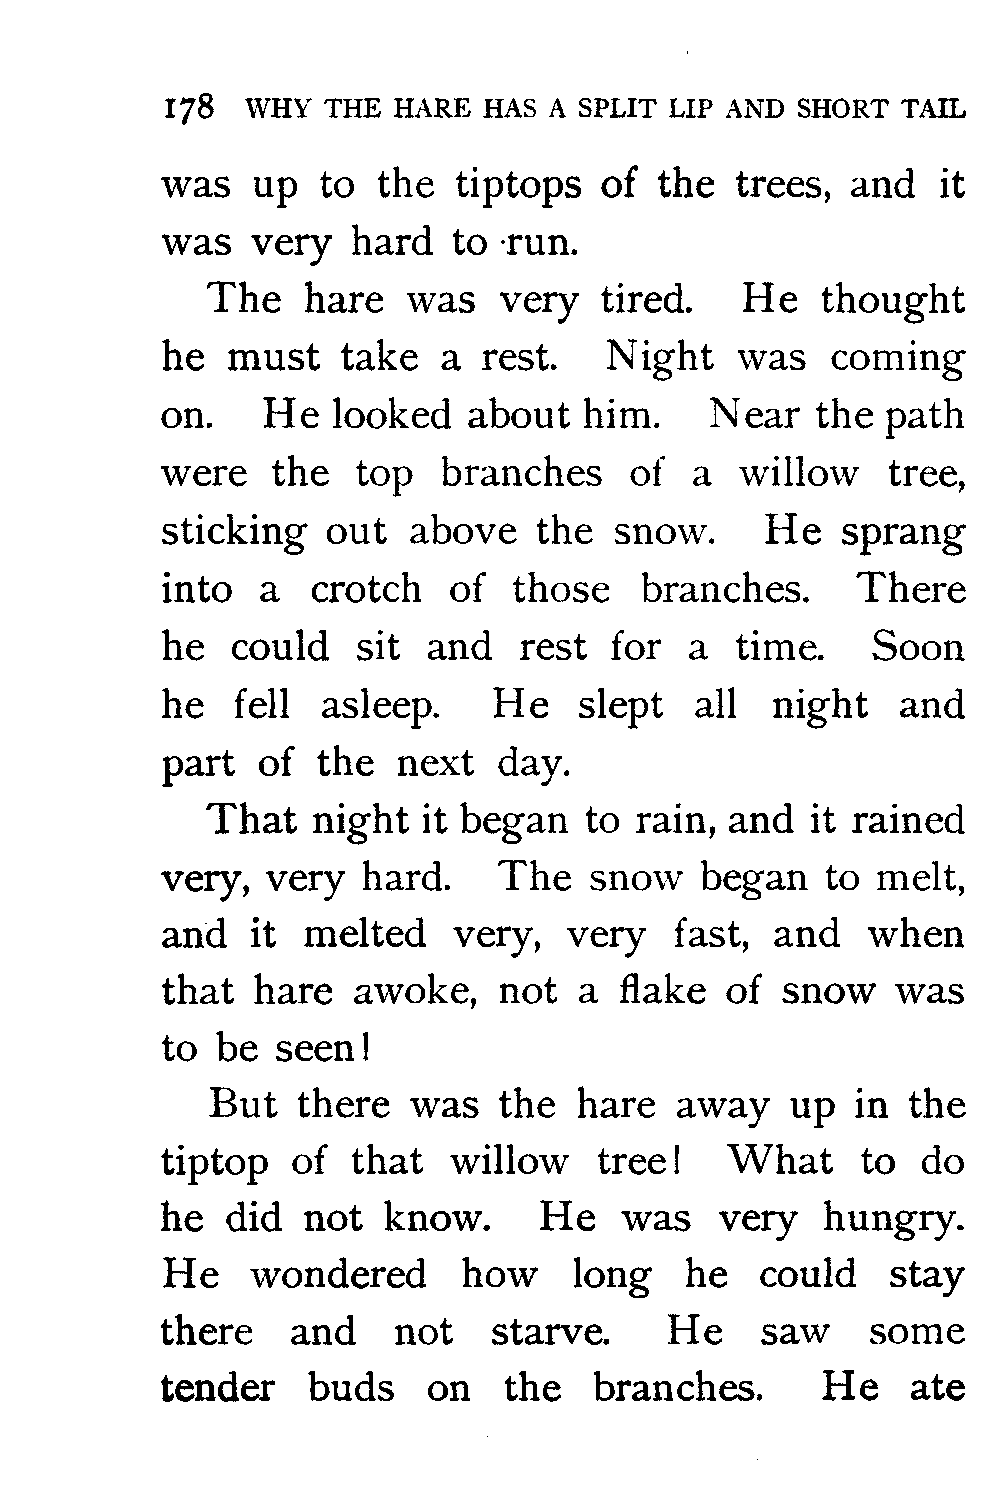 178 WHY THE HARE HAS A SPLIT LIP AND SHORT TAIL
was up to the tiptops of the trees, and it
was very hard to run.
The hare was very tired. He thought
he must take a rest. Night was coming
on. He looked about him. Near the path
were the top branches of a willow tree,
sticking out above the snow. He sprang
into a crotch of those branches. There
he could sit and rest for a time. Soon
he fell asleep. He slept all night and
part of the next day.
That night it began to rain, and it rained
very, very hard. The snow began to melt,
and it melted very, very fast, and when
that hare awoke, not a flake of snow was
to be seen!
But there was the hare away up in the
tiptop of that willow tree! What to do
he did not know. He was very hungry.
He wondered how long he could stay
there and not starve. He saw some
tender buds on the branches. He ate